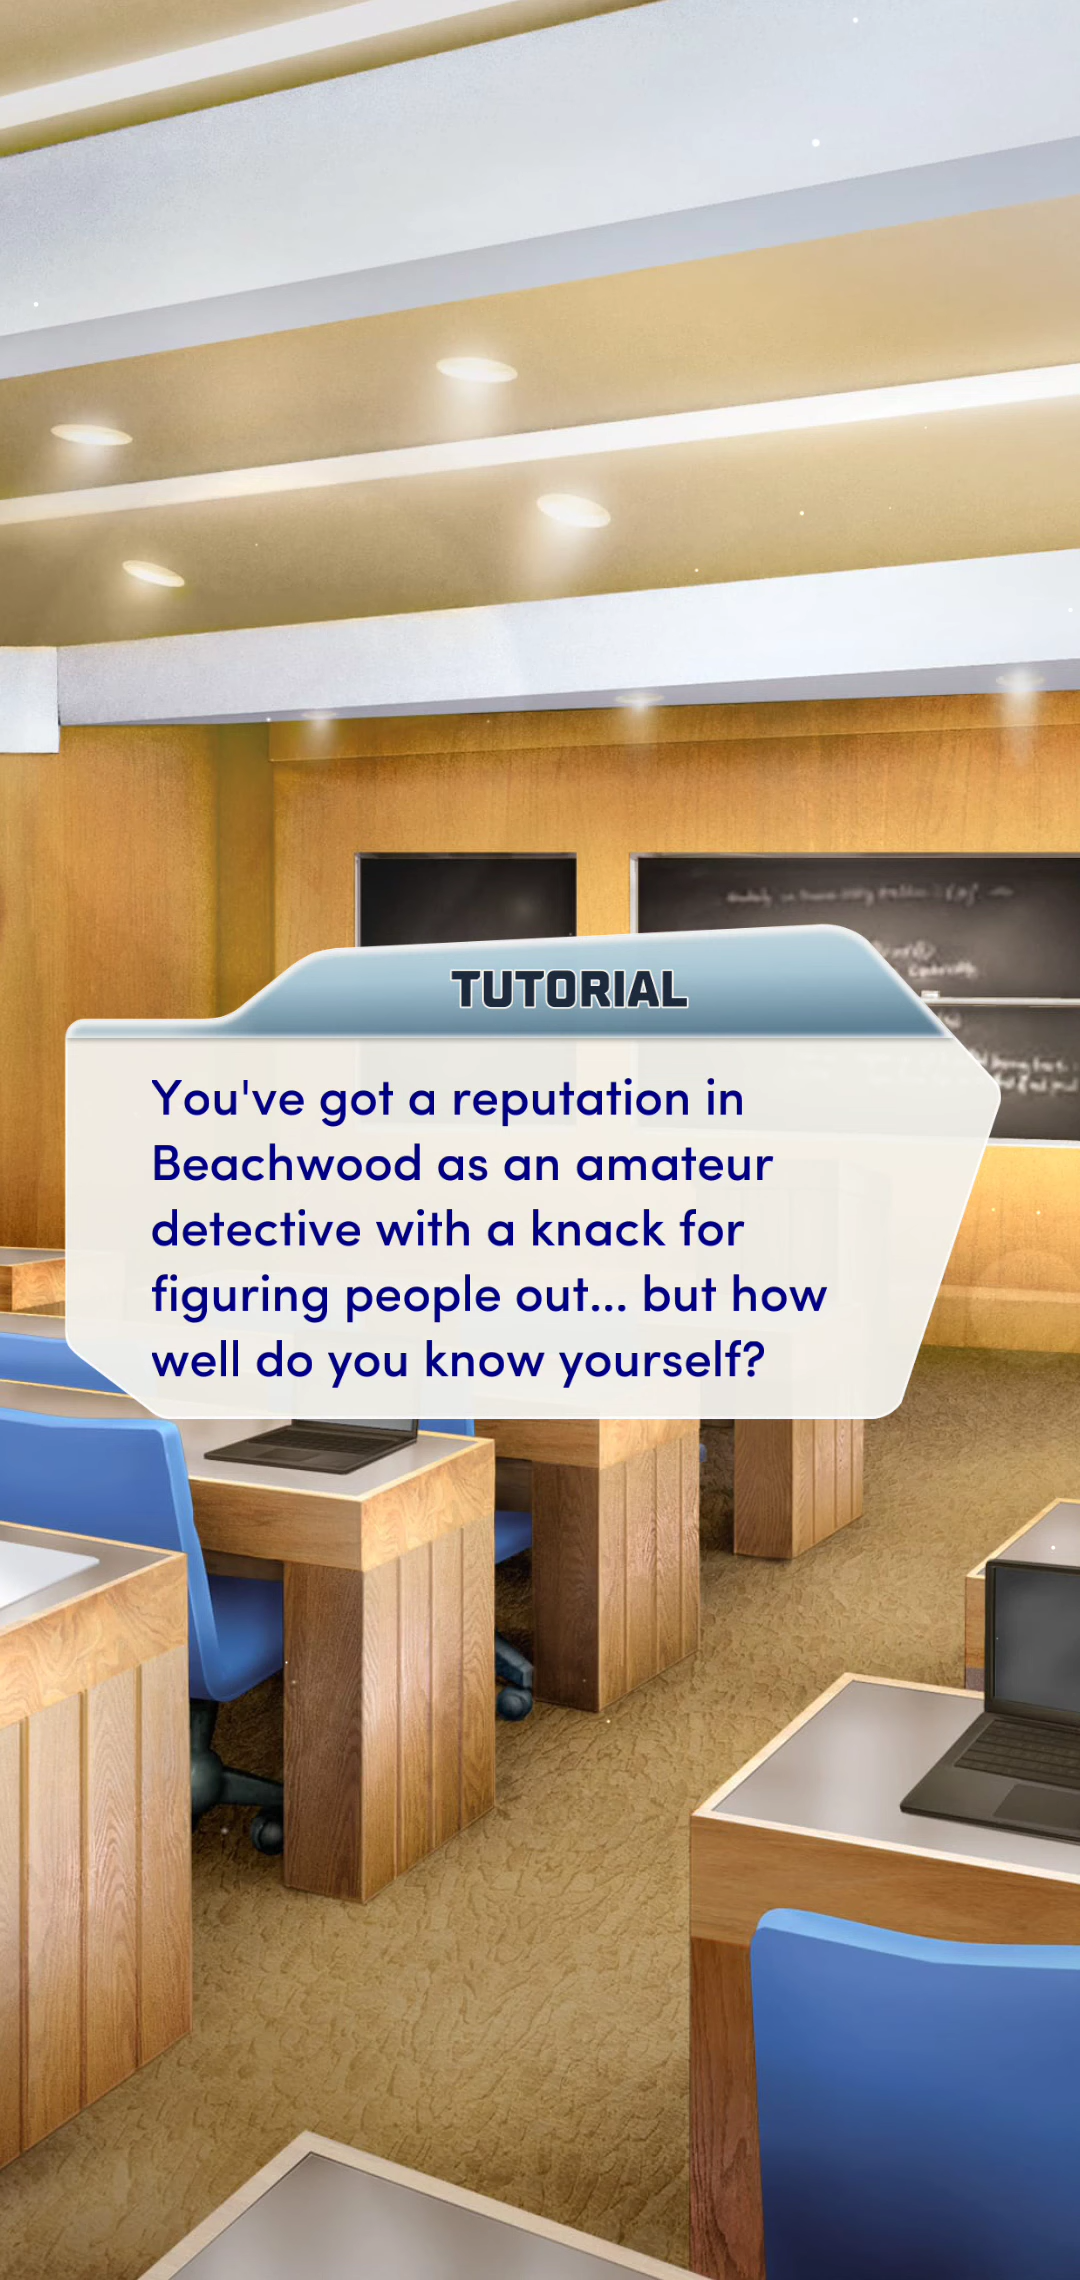 TUTORIAL
You've got a reputation in
Beachwood as an amateur
detective with a knack for
figuring people out... but how
well do you know yourself?